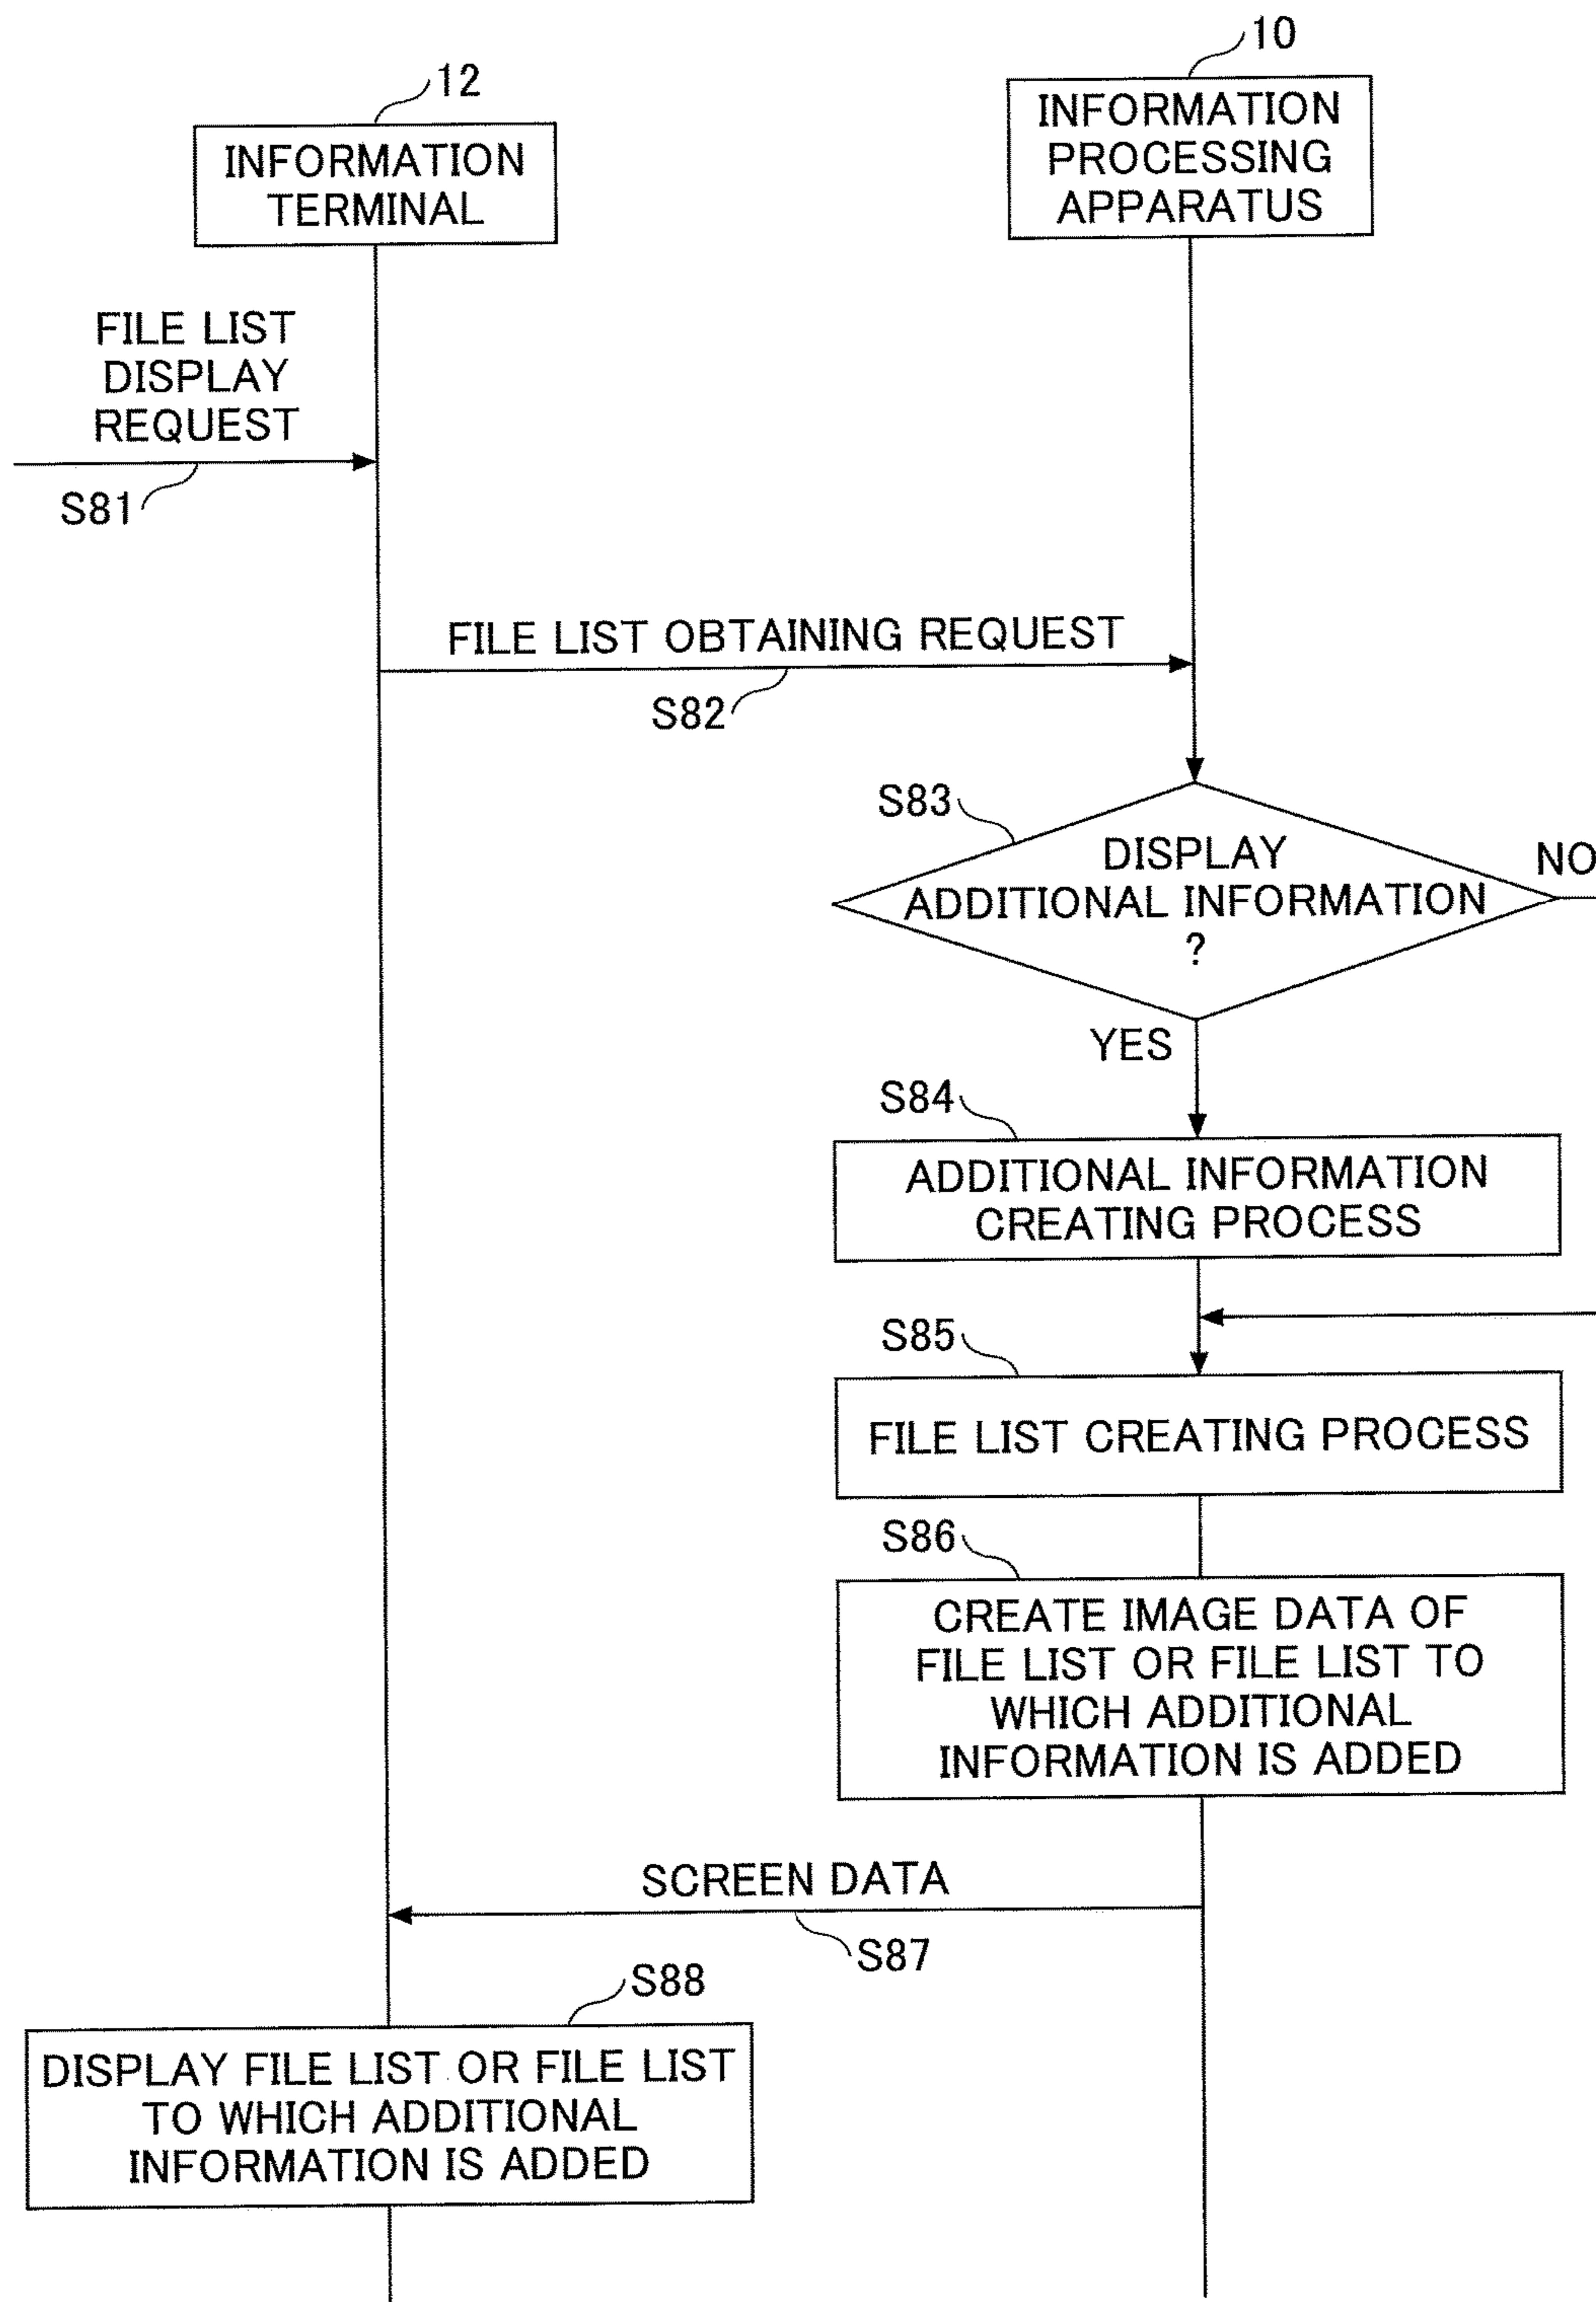 10
12
INFORMATION
PROCESSING
APPARATUS
INFORMATION
TERMINAL
FILE LIST
DISPLAY
REQUEST
S81
FILE LIST OBTAINING REQUEST
S82
S83
DISPLAY
ADDITIONAL INFORMATION
?
NO
YES
S84
ADDITIONAL INFORMATION
CREATING PROCESS
S85
FILE LIST CREATING PROCESS
S86
CREATE IMAGE DATA OF
FILE LIST OR FILE LIST TO
WHICH ADDITIONAL
INFORMATION IS ADDED
SCREEN DATA
S87
S88
DISPLAY FILE LIST OR FILE LIST
TO WHICH ADDITIONAL
INFORMATION IS ADDED